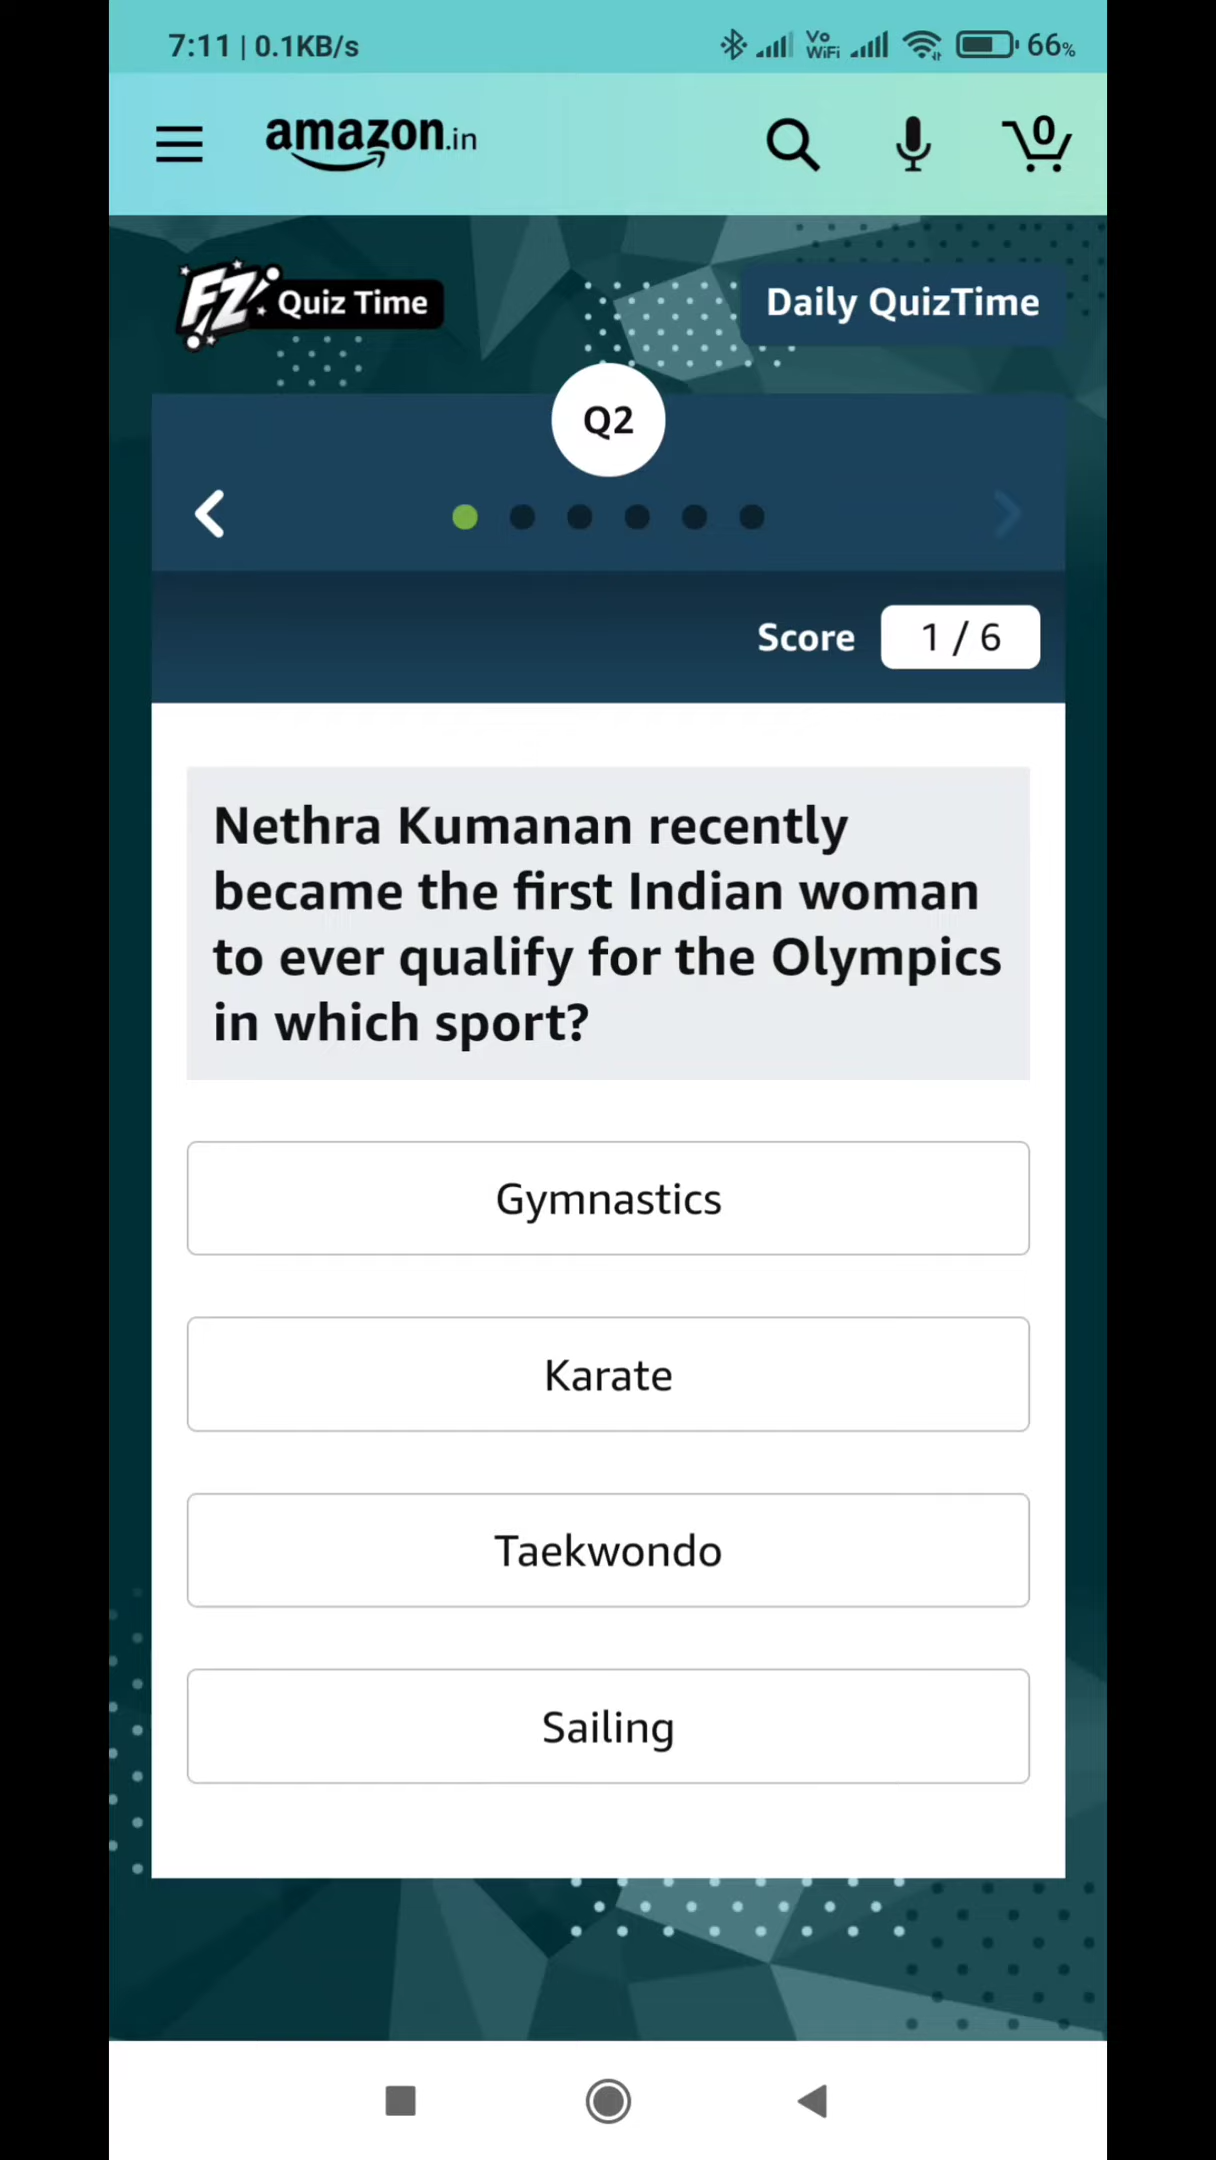 7:11 | 0.1KB/s
Vo
WiFi
66%
amazon.in
0
FZ Quiz Time
Daily QuizTime
Q2
Score 1 / 6
Nethra Kumanan recently
became the first Indian woman
to ever qualify for the Olympics
in which sport?
Gymnastics
Karate
Taekwondo
Sailing